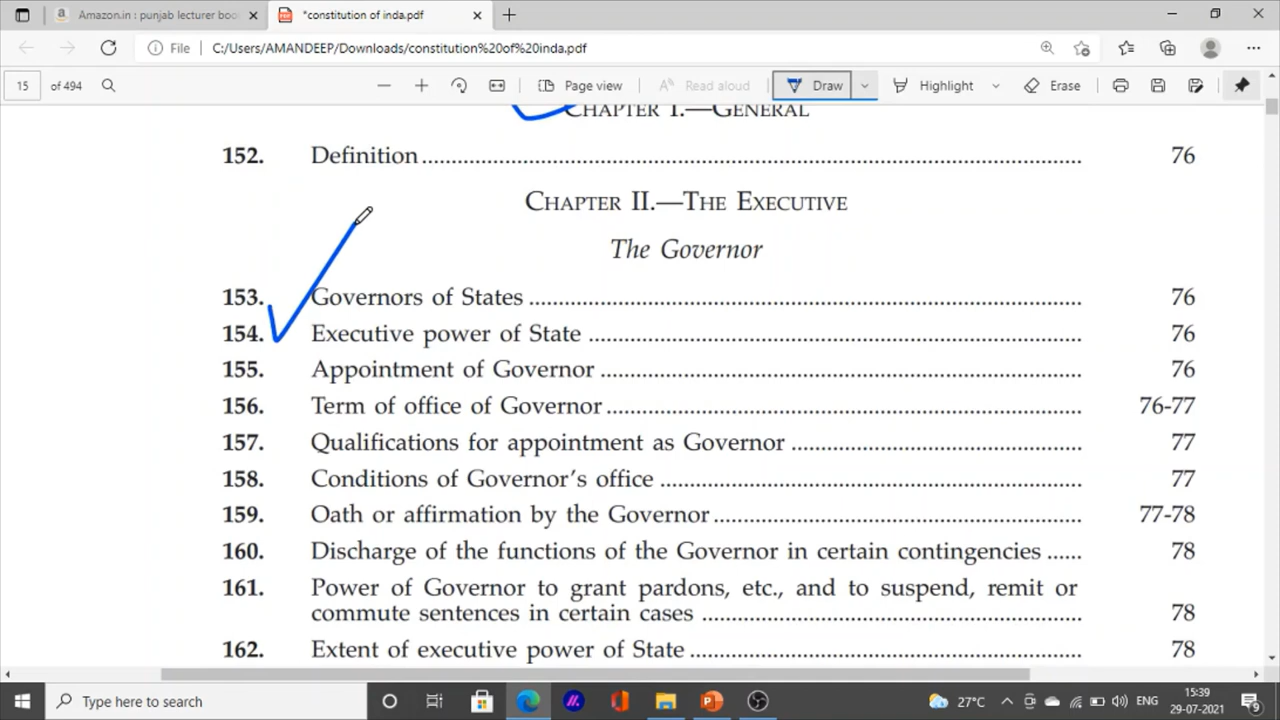 Amazon.in : punjab lecturer boo
*constitution of inda.pdf
File C:/Users/AMANDEEP/Downloads/constitution%20of%20inda.pdf
15 of 494 Page view Read aloud Draw Highlight Erase
CHAPTER I.—GENERAL
152. Definition 76
CHAPTER II.—THE EXECUTIVE
The Governor
153. Governors of States 76
154. Executive power of State 76
155. Appointment of Governor 76
156. Term of office of Governor 76-77
157. Qualifications for appointment as Governor 77
158. Conditions of Governor's office 77
159. Oath or affirmation by the Governor 77-78
160. Discharge of the functions of the Governor in certain contingencies 78
161. Power of Governor to grant pardons, etc., and to suspend, remit or
commute sentences in certain cases 78
162. Extent of executive power of State 78
Type here to search 27°C ENG 15:39
29-07-2021 9